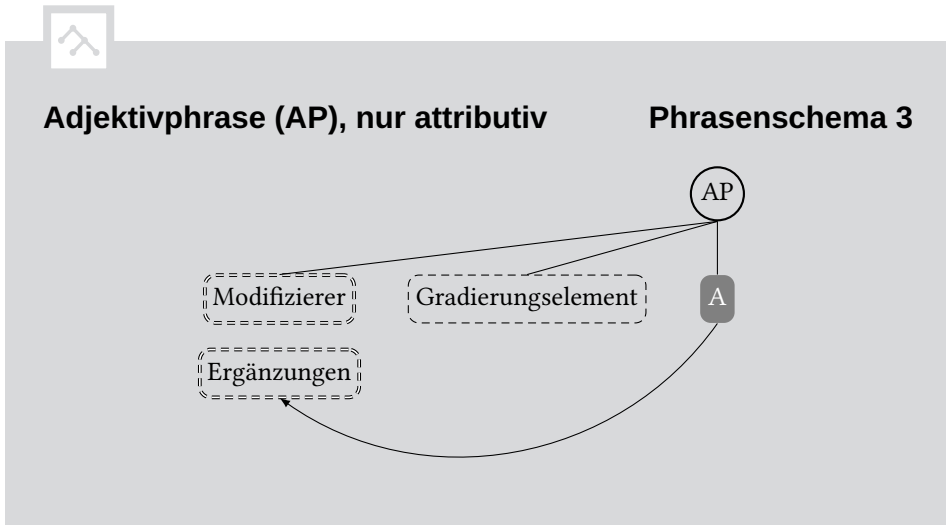 Adjektivphrase (AP), nur attributiv Phrasenschema 3
AP
Modifizierer Gradierungselement A
Ergänzungen